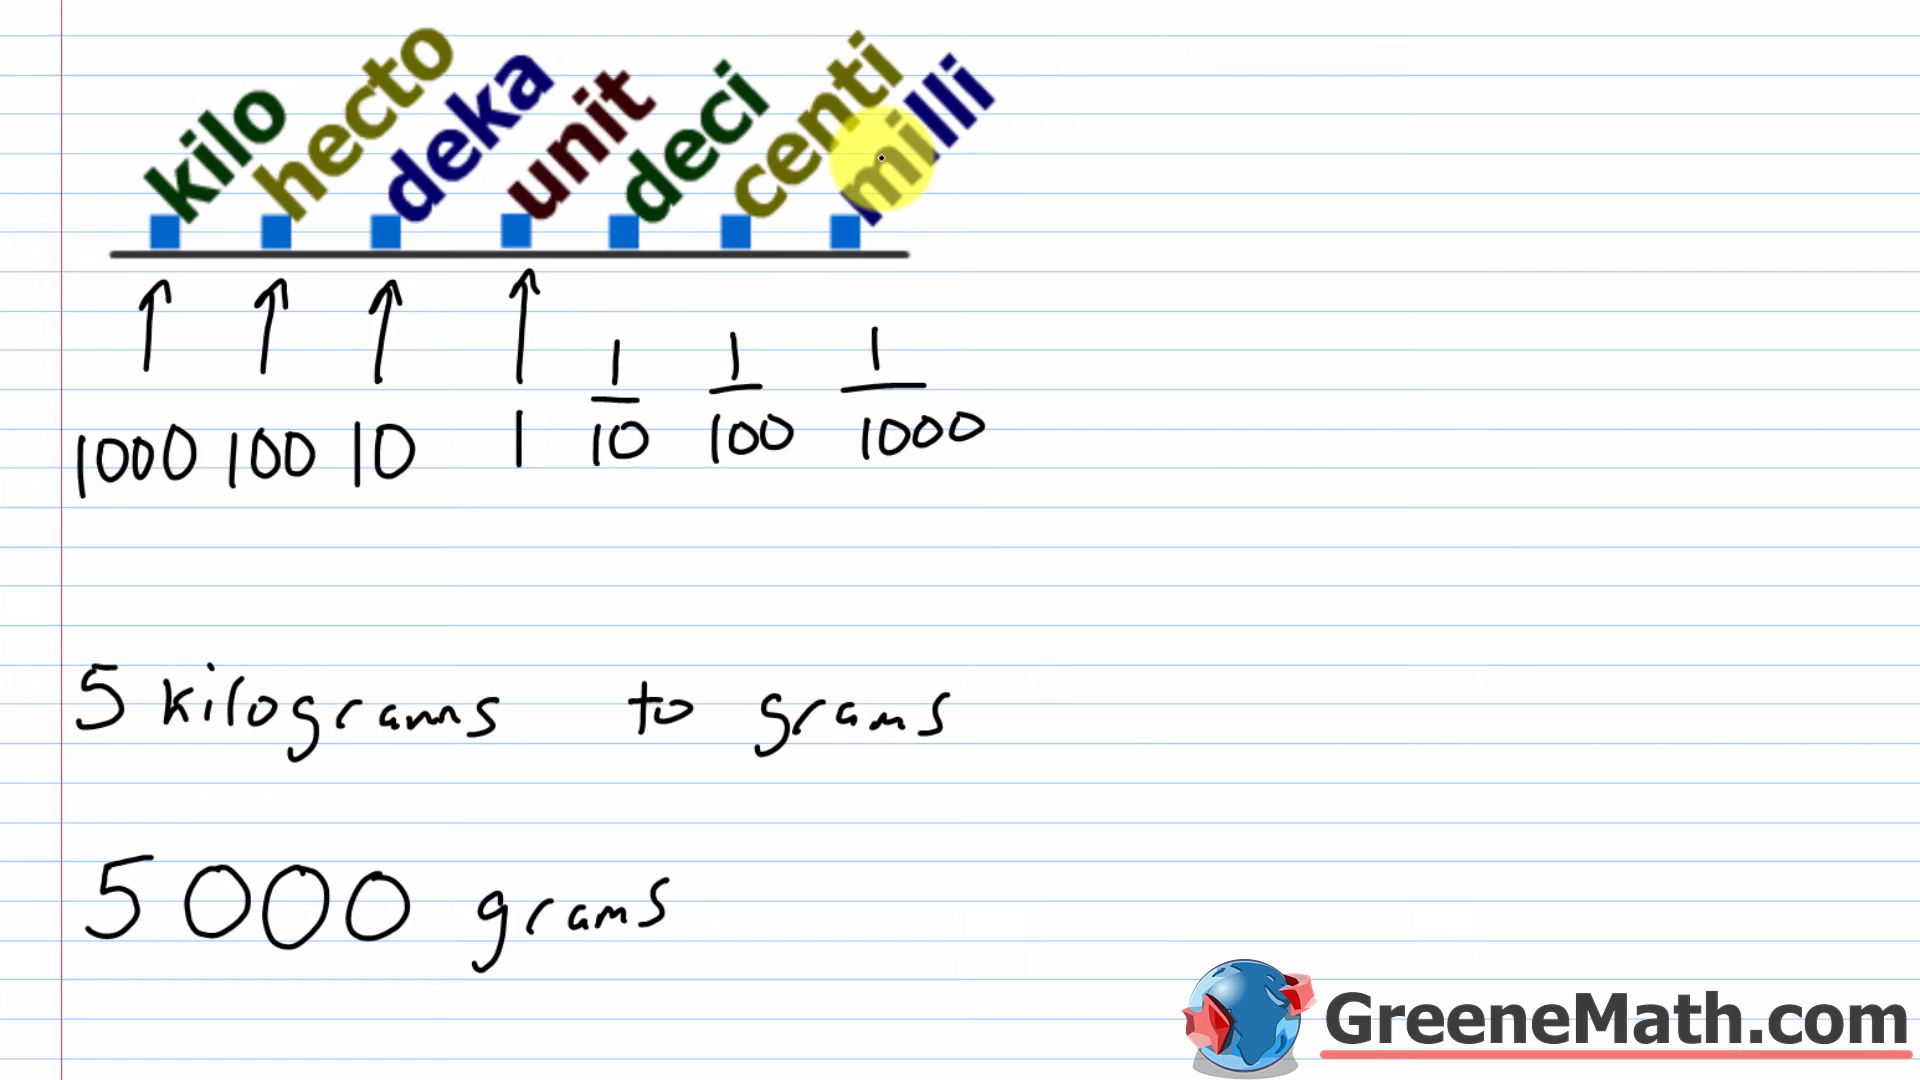 kilo hecto deka unit deci centi milli
1000 100 10 1 1/10 1/100 1/1000
5 kilograms to grams
5000 grams
GreeneMath.com